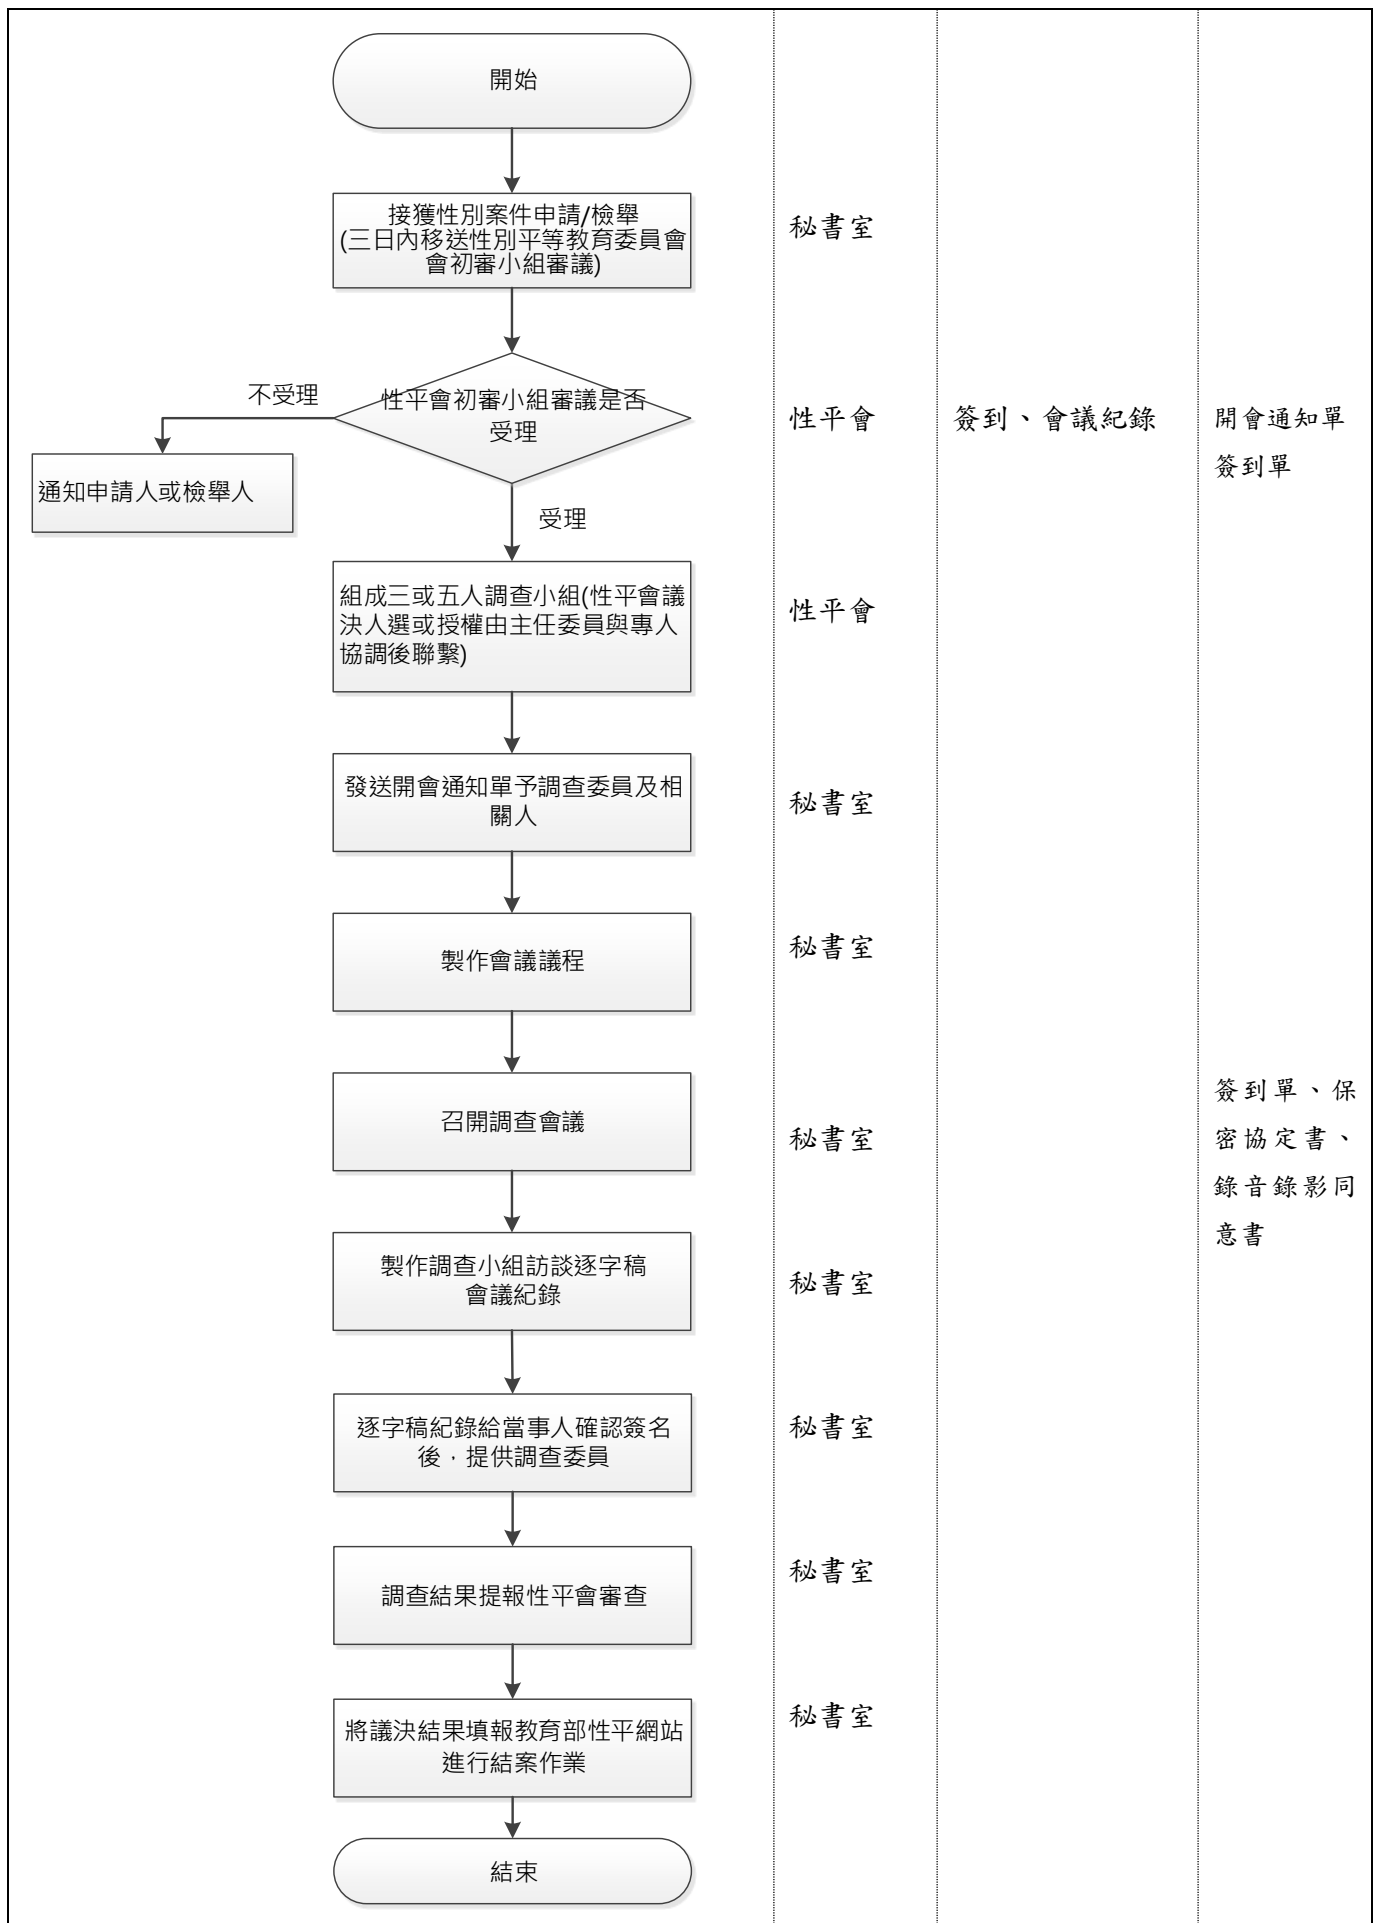 開始
接獲性別案件申請/檢舉
(三日內移送性別平等教育委員會
會初審小組審議)
秘書室
不受理
性平會初審小組審議是否
受理
性平會
簽到、會議紀錄
開會通知單
簽到單
通知申請人或檢舉人
受理
組成三或五人調查小組(性平會議
決人選或授權由主任委員與專人
協調後聯繫)
性平會
發送開會通知單予調查委員及相
關人
秘書室
製作會議議程
秘書室
召開調查會議
秘書室
簽到單、保
密協定書、
錄音錄影同
意書
製作調查小組訪談逐字稿
會議紀錄
秘書室
逐字稿紀錄給當事人確認簽名
後，提供調查委員
秘書室
調查結果提報性平會審查
秘書室
將議決結果填報教育部性平網站
進行結案作業
秘書室
結束